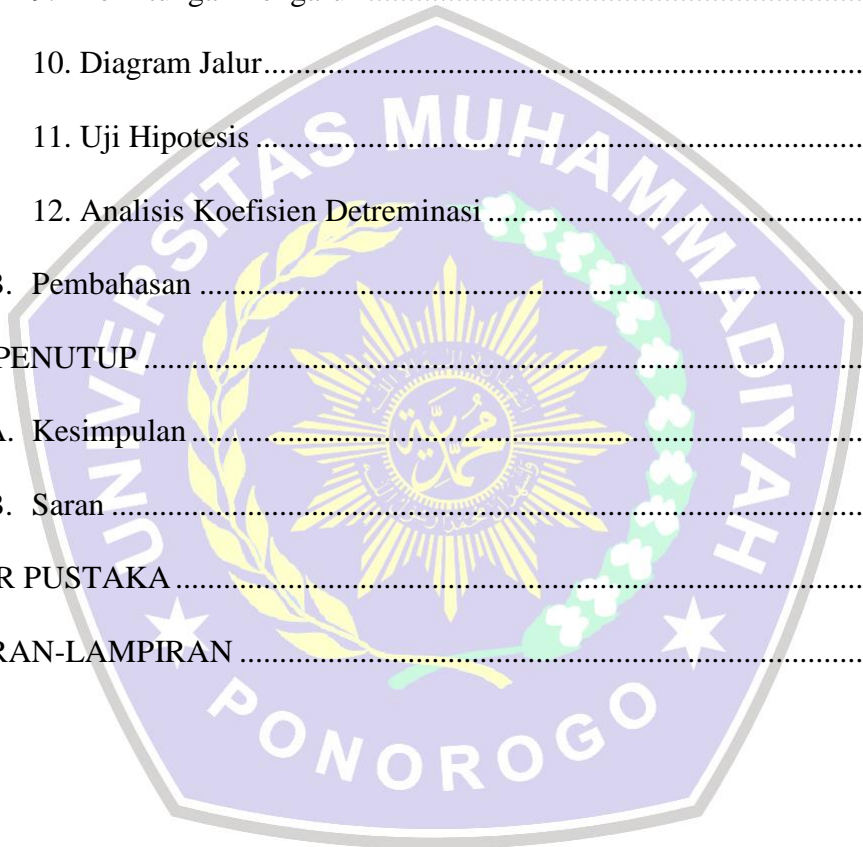 10. Diagram Jalur
11. Uji Hipotesis
12. Analisis Koefisien Detreminasi
B. Pembahasan
PENUTUP
A. Kesimpulan
B. Saran
R PUSTAKA
RAN-LAMPIRAN
UNIVERSITAS MUHAMMADIYAH
PONOROGO